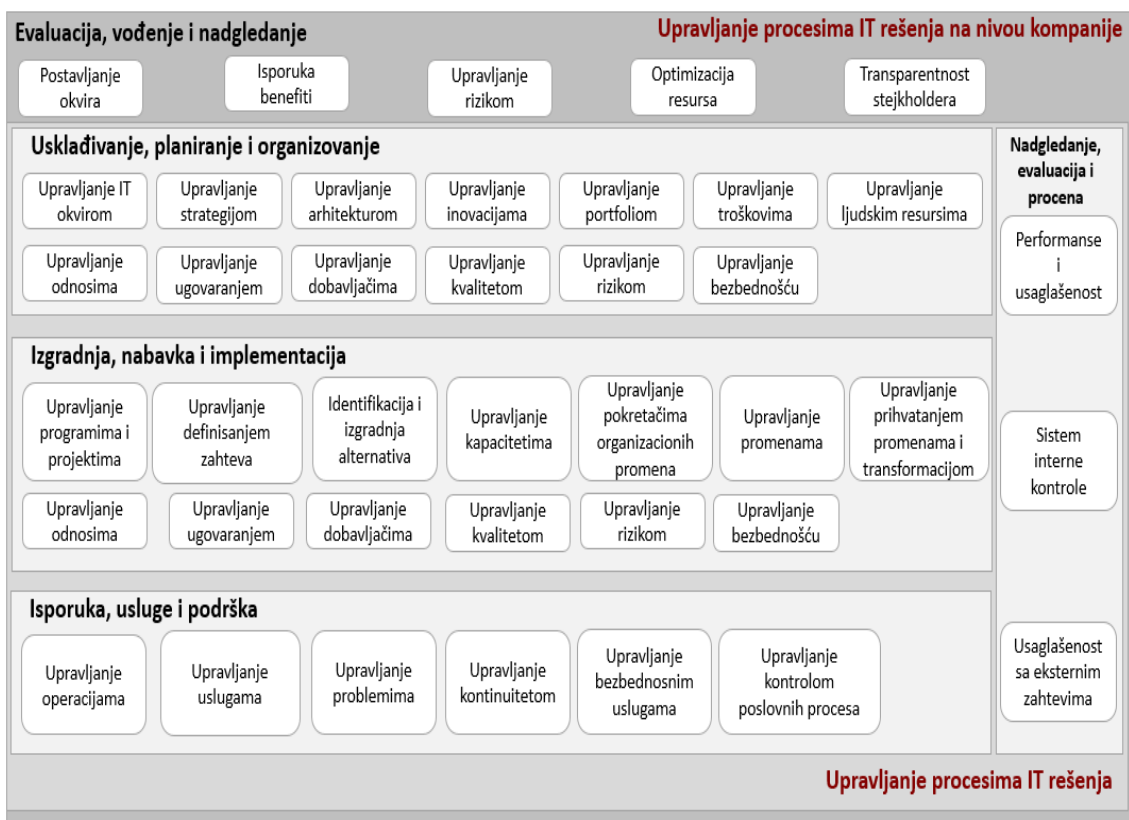 Evaluacija, vođenje i nadgledanje
Upravljanje procesima IT rešenja na nivou kompanije
Postavljanje
okvira
Isporuka
benefiti
Upravljanje
rizikom
Optimizacija
resursa
Transparentnost
stejkholdera
Usklađivanje, planiranje i organizovanje
Upravljanje IT
okvirom
Upravljanje
strategijom
Upravljanje
arhitekturom
Upravljanje
inovacijama
Upravljanje
portfoliom
Upravljanje
troškovima
Upravljanje
ljudskim resursima
Upravljanje
odnosima
Upravljanje
ugovaranjem
Upravljanje
dobavljačima
Upravljanje
kvalitetom
Upravljanje
rizikom
Upravljanje
bezbednošću
Izgradnja, nabavka i implementacija
Upravljanje
programima i
projektima
Upravljanje
definisanjem
zahteva
Identifikacija i
izgradnja
alternativa
Upravljanje
kapacitetima
Upravljanje
pokretačima
organizacionih
promena
Upravljanje
promenama
Upravljanje
prihvatanjem
promenama i
transformacijom
Upravljanje
odnosima
Upravljanje
ugovaranjem
Upravljanje
dobavljačima
Upravljanje
kvalitetom
Upravljanje
rizikom
Upravljanje
bezbednošću
Isporuka, usluge i podrška
Upravljanje
operacijama
Upravljanje
uslugama
Upravljanje
problemima
Upravljanje
kontinuitetom
Upravljanje
bezbednosnim
uslugama
Upravljanje
kontrolom
poslovnih procesa
Nadgledanje,
evaluacija i
procena
Performanse
i
usaglašenost
Sistem
interne
kontrole
Usaglašenost
sa eksternim
zahtevima
Upravljanje procesima IT rešenja